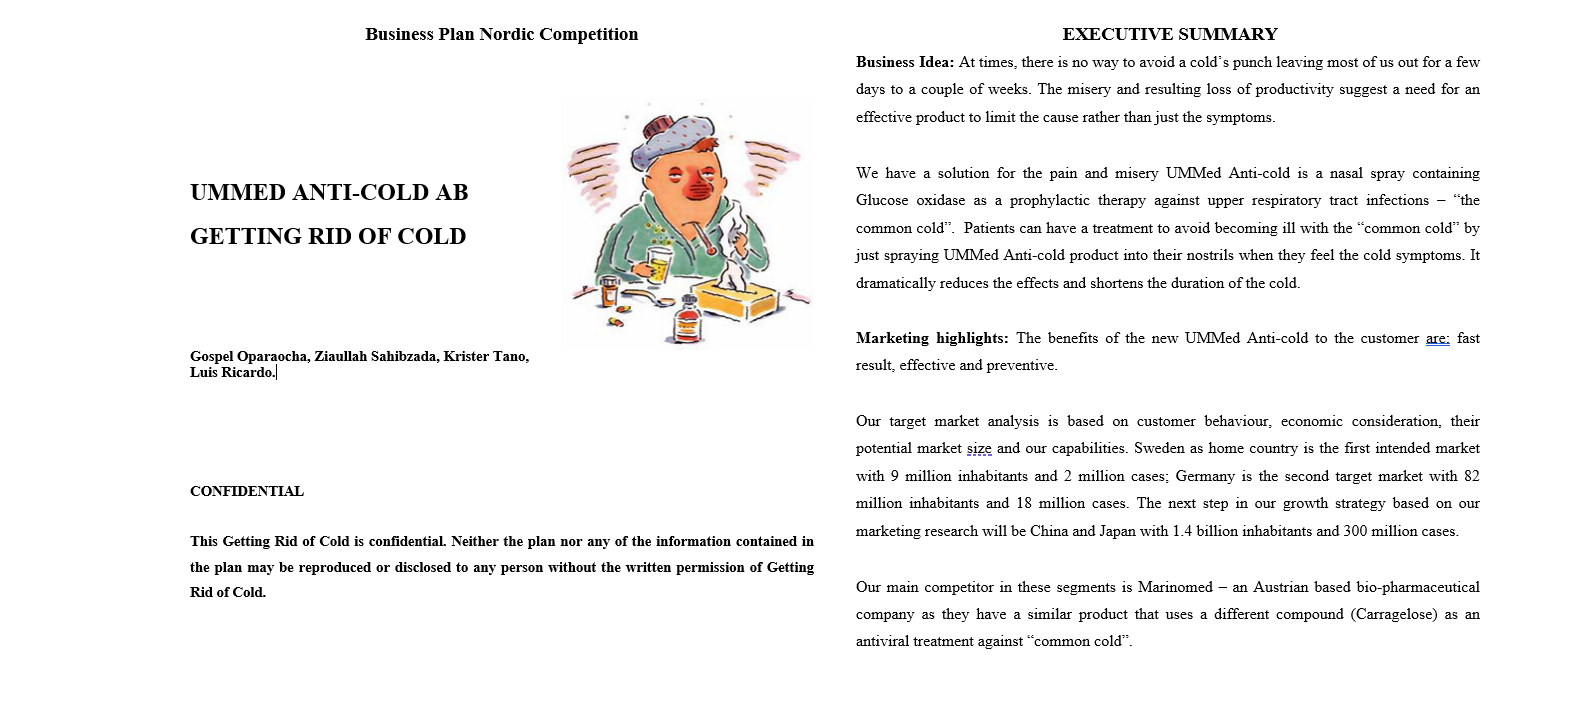 Business Plan Nordic Competition
UMMED ANTI-COLD AB
GETTING RID OF COLD
Gospel Oparaocha, Ziaullah Sahibzada, Krister Tano,
Luis Ricardo.
CONFIDENTIAL
This Getting Rid of Cold is confidential. Neither the plan nor any of the information contained in
the plan may be reproduced or disclosed to any person without the written permission of Getting
Rid of Cold.
EXECUTIVE SUMMARY
Business Idea: At times, there is no way to avoid a cold’s punch leaving most of us out for a few
days to a couple of weeks. The misery and resulting loss of productivity suggest a need for an
effective product to limit the cause rather than just the symptoms.
We have a solution for the pain and misery UMMed Anti-cold is a nasal spray containing
Glucose oxidase as a prophylactic therapy against upper respiratory tract infections – “the
common cold”. Patients can have a treatment to avoid becoming ill with the “common cold” by
just spraying UMMed Anti-cold product into their nostrils when they feel the cold symptoms. It
dramatically reduces the effects and shortens the duration of the cold.
Marketing highlights: The benefits of the new UMMed Anti-cold to the customer are: fast
result, effective and preventive.
Our target market analysis is based on customer behaviour, economic consideration, their
potential market size and our capabilities. Sweden as home country is the first intended market
with 9 million inhabitants and 2 million cases; Germany is the second target market with 82
million inhabitants and 18 million cases. The next step in our growth strategy based on our
marketing research will be China and Japan with 1.4 billion inhabitants and 300 million cases.
Our main competitor in these segments is Marinomed – an Austrian based bio-pharmaceutical
company as they have a similar product that uses a different compound (Carragelose) as an
antiviral treatment against “common cold”.